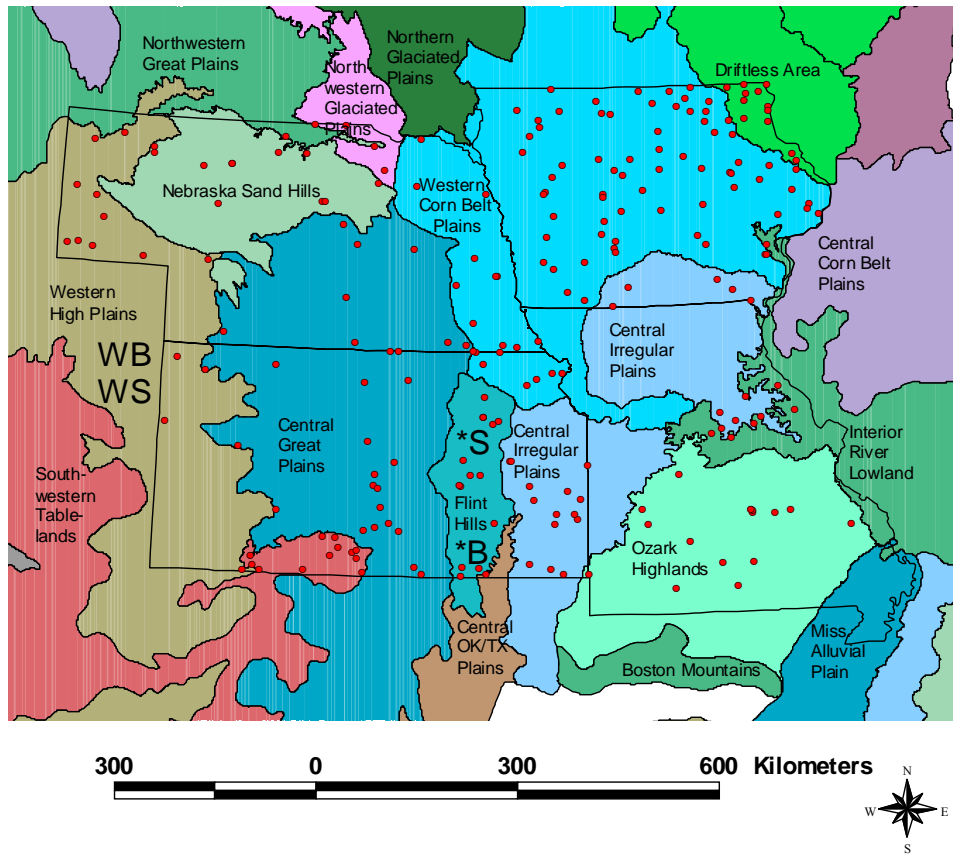 Northwestern
Great Plains
Northern
Glaciated
Plains
North-
western
Glaciated
Plains
Driftless Area
Nebraska Sand Hills
Western
Corn Belt
Plains
Central
Corn Belt
Plains
Western
High Plains
WB
WS
Central
Irregular
Plains
Central
Great
Plains
*S
Central
Irregular
Plains
Interior
River
Lowland
South-
western
Table-
lands
Flint
Hills
*B
Ozark
Highlands
Central
OK/TX
Plains
Boston Mountains
Miss
Alluvial
Plain
300 0 300 600 Kilometers
N
W E
S